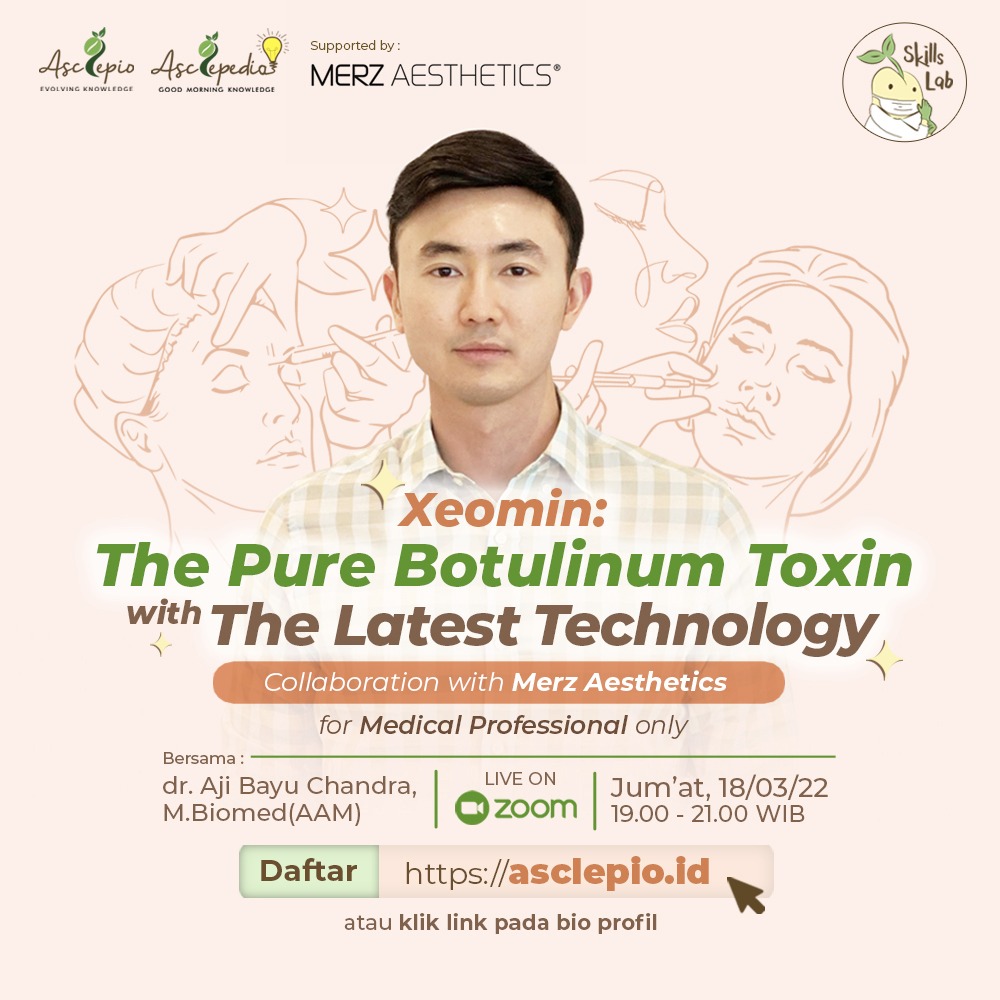 Asclepio
EVOLVING KNOWLEDGE
Asclepedia
GOOD MORNING KNOWLEDGE
Supported by :
MERZ AESTHETICS®
Skills
Lab
Xeomin:
The Pure Botulinum Toxin
with The Latest Technology
Collaboration with Merz Aesthetics
for Medical Professional only
Bersama :
dr. Aji Bayu Chandra,
M.Biomed(AAM)
LIVE ON
zoom
Jum'at, 18/03/22
19.00 - 21.00 WIB
Daftar https://asclepio.id
atau klik link pada bio profil